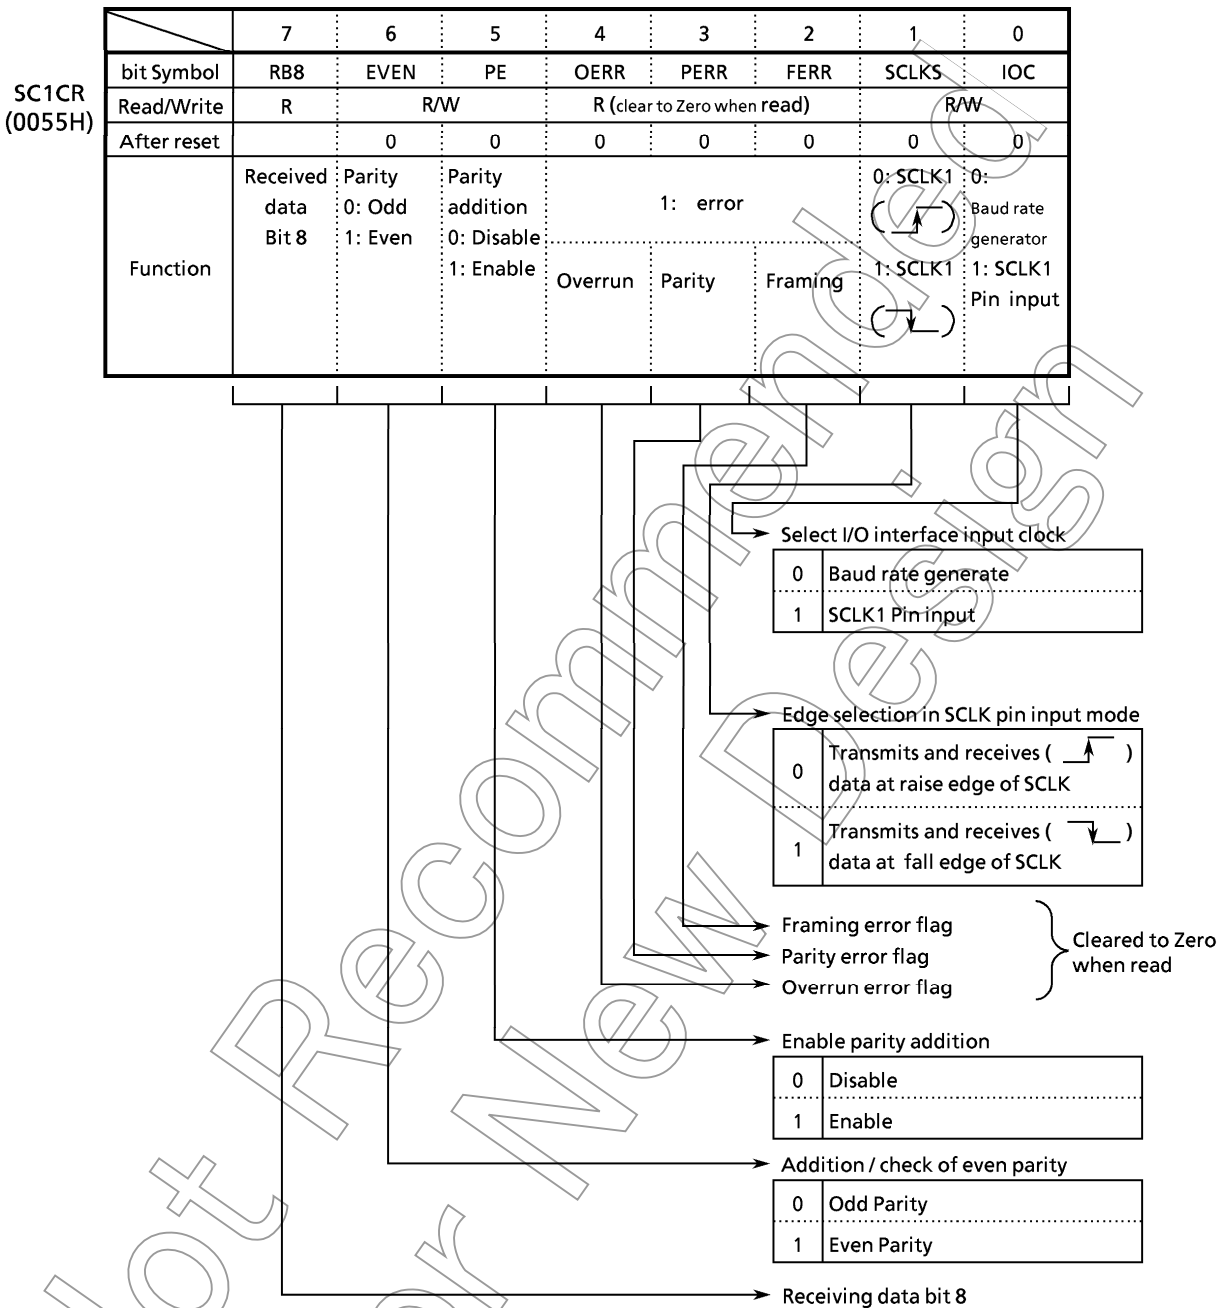 7 6 5 4 3 2 1 0
SC1CR
(0055H)
bit Symbol RB8 EVEN PE OERR PERR FERR SCLKS IOC
Read/Write R R/W R (clear to Zero when read) R/W
After reset 0 0 0 0 0 0 0
Function
Received
data
Bit 8
Parity
0: Odd
1: Even
Parity
addition
0: Disable
1: Enable
1: error
Overrun Parity Framing
0: SCLK1
( )
1: SCLK1
( )
0:
Baud rate
generator
1: SCLK1
Pin input
Select I/O interface input clock
0 Baud rate generate
1 SCLK1 Pin input
Edge selection in SCLK pin input mode
0 Transmits and receives ( )
data at raise edge of SCLK
1 Transmits and receives ( )
data at fall edge of SCLK
Framing error flag
Parity error flag
Overrun error flag
Cleared to Zero
when read
Enable parity addition
0 Disable
1 Enable
Addition / check of even parity
0 Odd Parity
1 Even Parity
Receiving data bit 8
Not Recommended
for New Design